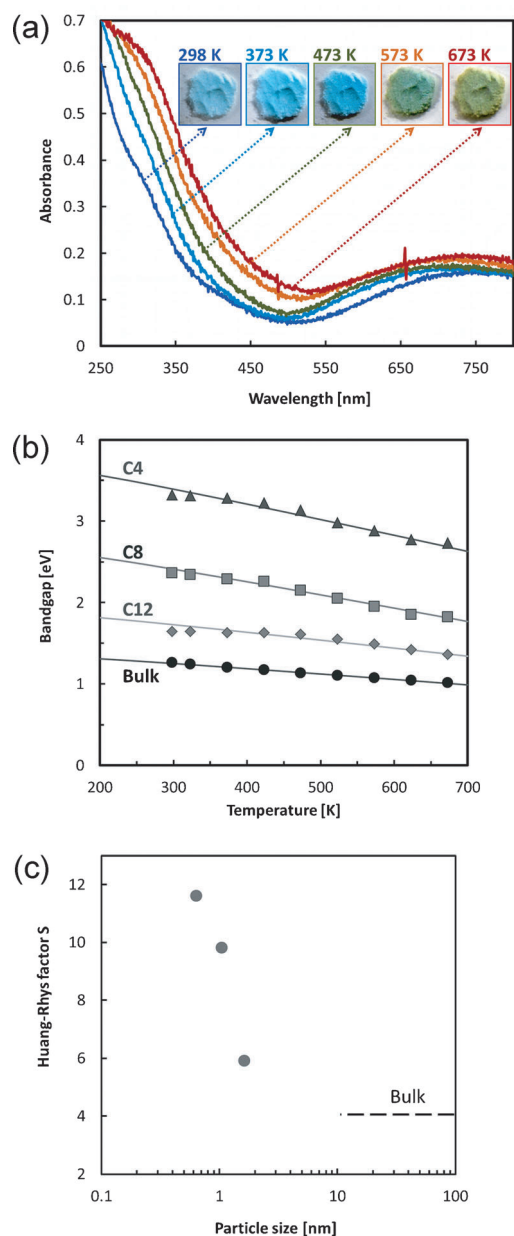 (a)
0.7
0.6
0.5
0.4
0.3
0.2
0.1
0
Absorbance
298 K 373 K 473 K 573 K 673 K
250 350 450 550 650 750
Wavelength [nm]
(b)
4
3
2
1
0
Bandgap [eV]
C4
C8
C12
Bulk
200 300 400 500 600 700
Temperature [K]
(c)
12
10
8
6
4
2
Huang-Rhys factor S
Bulk
0.1 1 10 100
Particle size [nm]